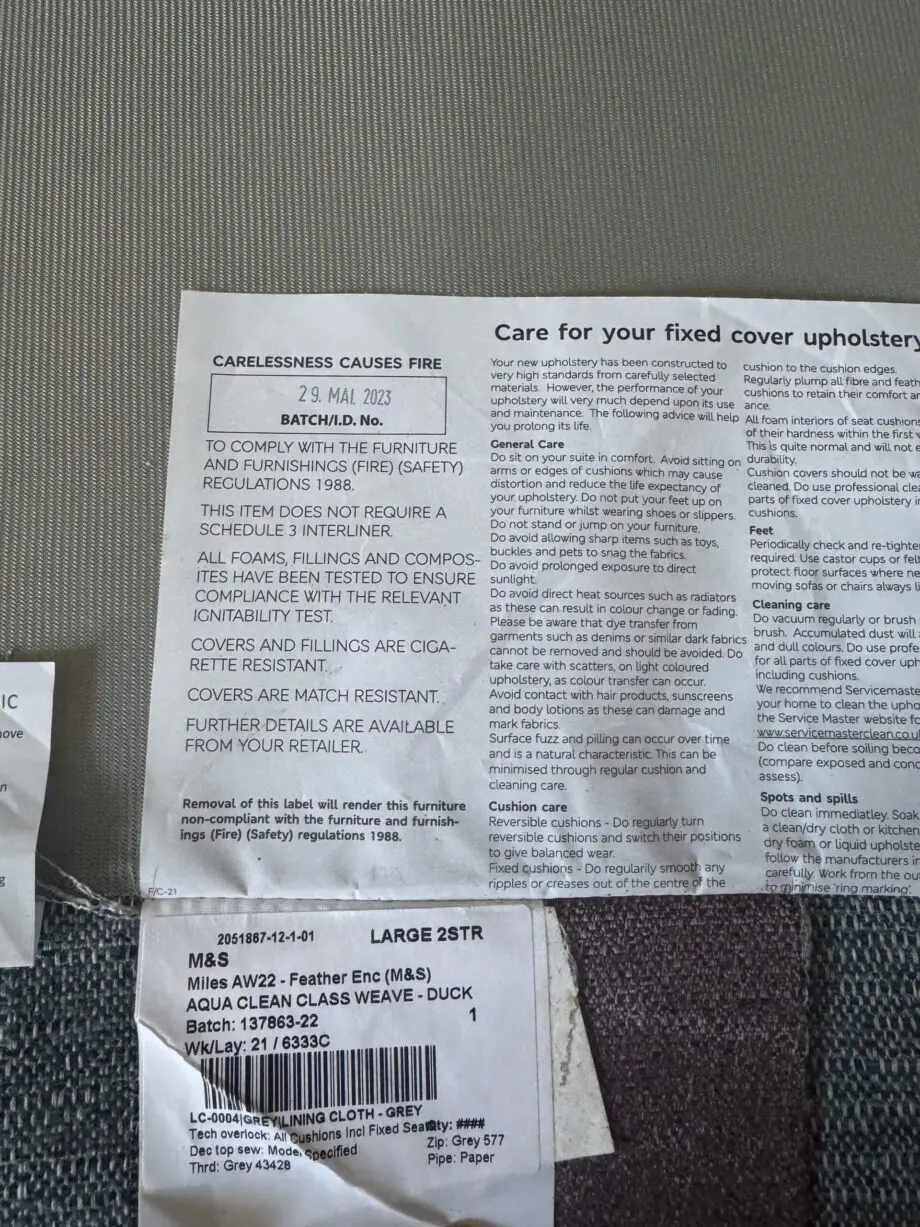 CARELESSNESS CAUSES FIRE
29. MAI 2023
BATCH/I.D. No.
TO COMPLY WITH THE FURNITURE
AND FURNISHINGS (FIRE) (SAFETY)
REGULATIONS 1988.
THIS ITEM DOES NOT REQUIRE A
SCHEDULE 3 INTERLINER.
ALL FOAMS, FILLINGS AND COMPOS-
ITES HAVE BEEN TESTED TO ENSURE
COMPLIANCE WITH THE RELEVANT
IGNITABILITY TEST.
COVERS AND FILLINGS ARE CIGA-
RETTE RESISTANT.
COVERS ARE MATCH RESISTANT.
FURTHER DETAILS ARE AVAILABLE
FROM YOUR RETAILER.
Removal of this label will render this furniture
non-compliant with the furniture and furnish-
ings (Fire) (Safety) regulations 1988.
F/C-21
Care for your fixed cover upholstery
Your new upholstery has been constructed to
very high standards from carefully selected
materials. However, the performance of your
upholstery will very much depend upon its use
and maintenance. The following advice will help
you prolong its life.
General Care
Do sit on your suite in comfort. Avoid sitting on
arms or edges of cushions which may cause
distortion and reduce the life expectancy of
your upholstery. Do not put your feet up on
your furniture whilst wearing shoes or slippers.
Do not stand or jump on your furniture.
Do avoid allowing sharp items such as toys,
buckles and pets to snag the fabrics.
Do avoid prolonged exposure to direct
sunlight.
Do avoid direct heat sources such as radiators
as these can result in colour change or fading.
Please be aware that dye transfer from
garments such as denims or similar dark fabrics
cannot be removed and should be avoided. Do
take care with scatters, on light coloured
upholstery, as colour transfer can occur.
Avoid contact with hair products, sunscreens
and body lotions as these can damage and
mark fabrics.
Surface fuzz and pilling can occur over time
and is a natural characteristic. This can be
minimised through regular cushion and
cleaning care.
Cushion care
Reversible cushions - Do regularly turn
reversible cushions and switch their positions
to give balanced wear.
Fixed cushions - Do regularily smooth any
ripples or creases out of the centre of the
cushion to the cushion edges.
Regularly plump all fibre and feath
cushions to retain their comfort an
ance.
All foam interiors of seat cushions
of their hardness within the first
This is quite normal and will not e
durability.
Cushion covers should not be wa
cleaned. Do use professional clea
parts of fixed cover upholstery in
cushions.
Feet
Periodically check and re-tighte
required. Use castor cups or felt
protect floor surfaces where ne
moving sofas or chairs always li
Cleaning care
Do vacuum regularly or brush
brush. Accumulated dust will
and dull colours. Do use profe
for all parts of fixed cover uph
including cushions.
We recommend Servicemaste
your home to clean the upho
the Service Master website fo
www.servicemasterclean.co.u
Do clean before soiling beco
(compare exposed and conc
assess).
Spots and spills
Do clean immediatley. Soak
a clean/dry cloth or kitchen
dry foam or liquid upholste
follow the manufacturers in
carefully. Work from the ou
to minimise 'ring marking'.
IC
nove
n
g
2051867-12-1-01 LARGE 2STR
M&S
Miles AW22 - Feather Enc (M&S)
AQUA CLEAN CLASS WEAVE - DUCK
Batch: 137863-22 1
Wk/Lay: 21 / 6333C
LC-0004|GREY|LINING CLOTH - GREY
Tech overlock: All Cushions Incl Fixed Seat Qty: ####
Dec top sew: Mode Specified Zip: Grey 577
Thrd: Grey 43428 Pipe: Paper